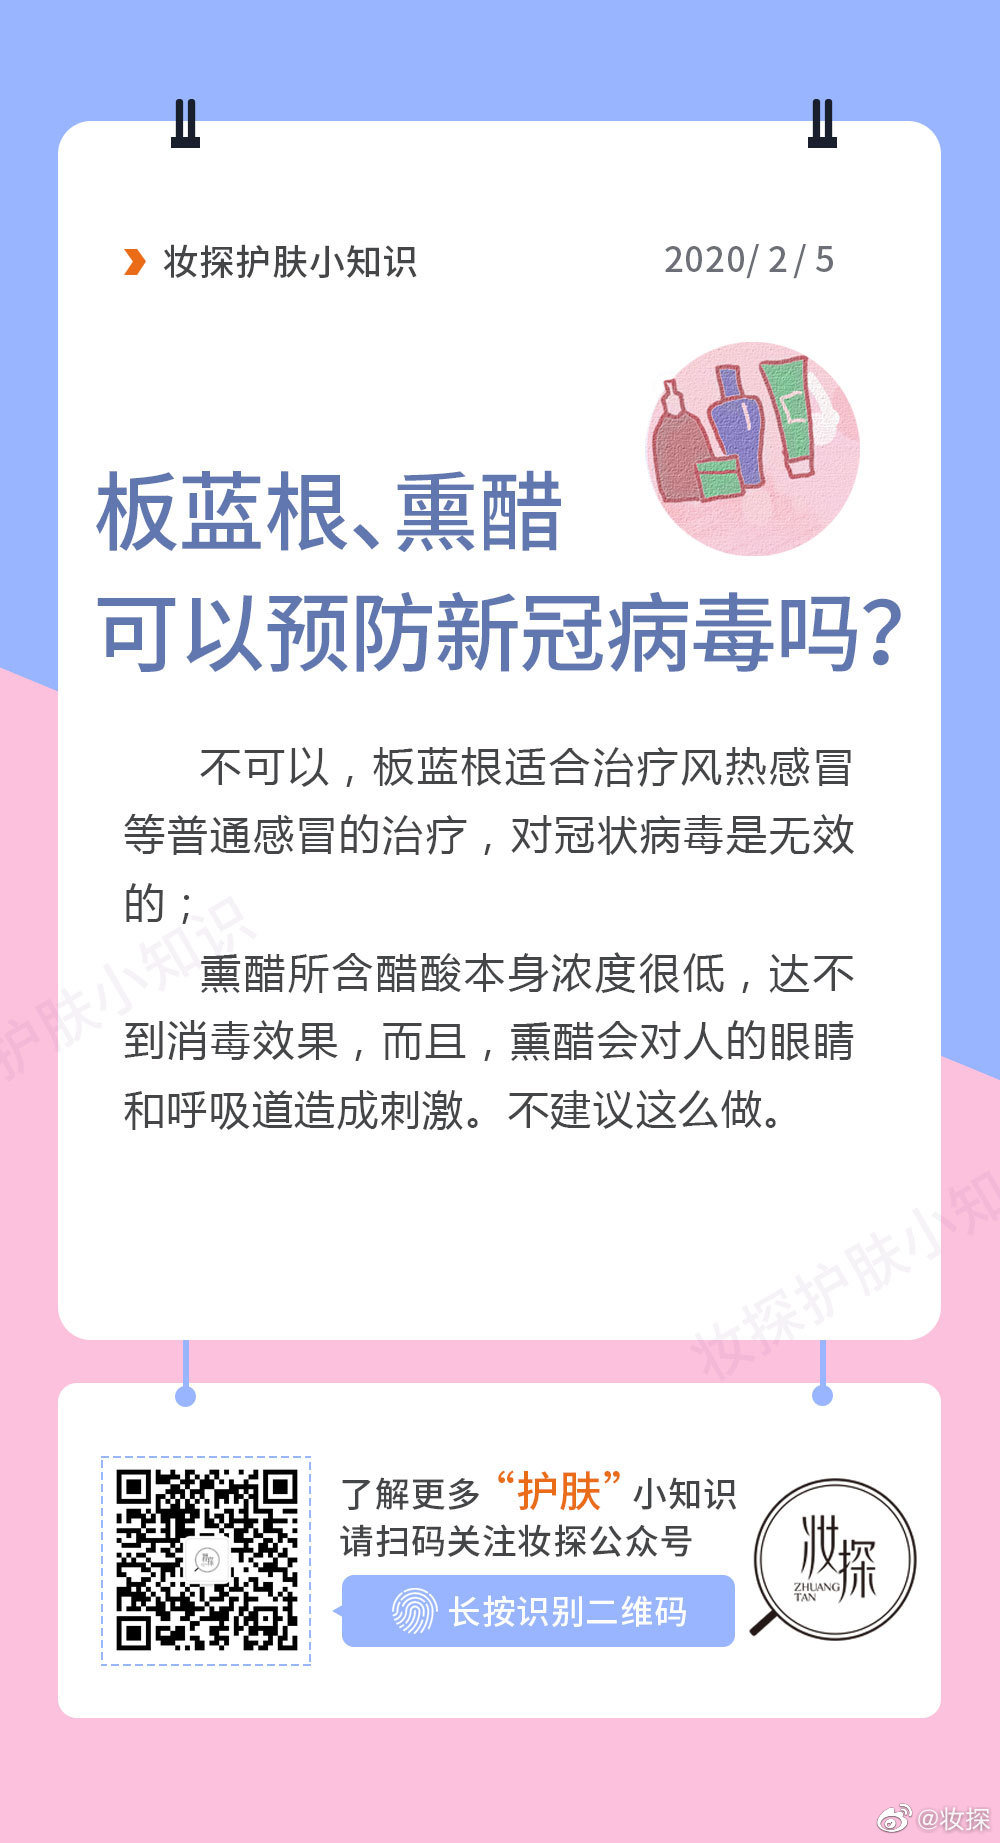 妆探护肤小知识
2020/ 2 / 5
板蓝根、熏醋
可以预防新冠病毒吗？
不可以，板蓝根适合治疗风热感冒
等普通感冒的治疗，对冠状病毒是无效
的；
熏醋所含醋酸本身浓度很低，达不
到消毒效果，而且，熏醋会对人的眼睛
和呼吸道造成刺激。不建议这么做。
护肤小知识
妆探护肤小知
了解更多“护肤”小知识
请扫码关注妆探公众号
长按识别二维码
妆探
ZHUANG
TAN
@妆探